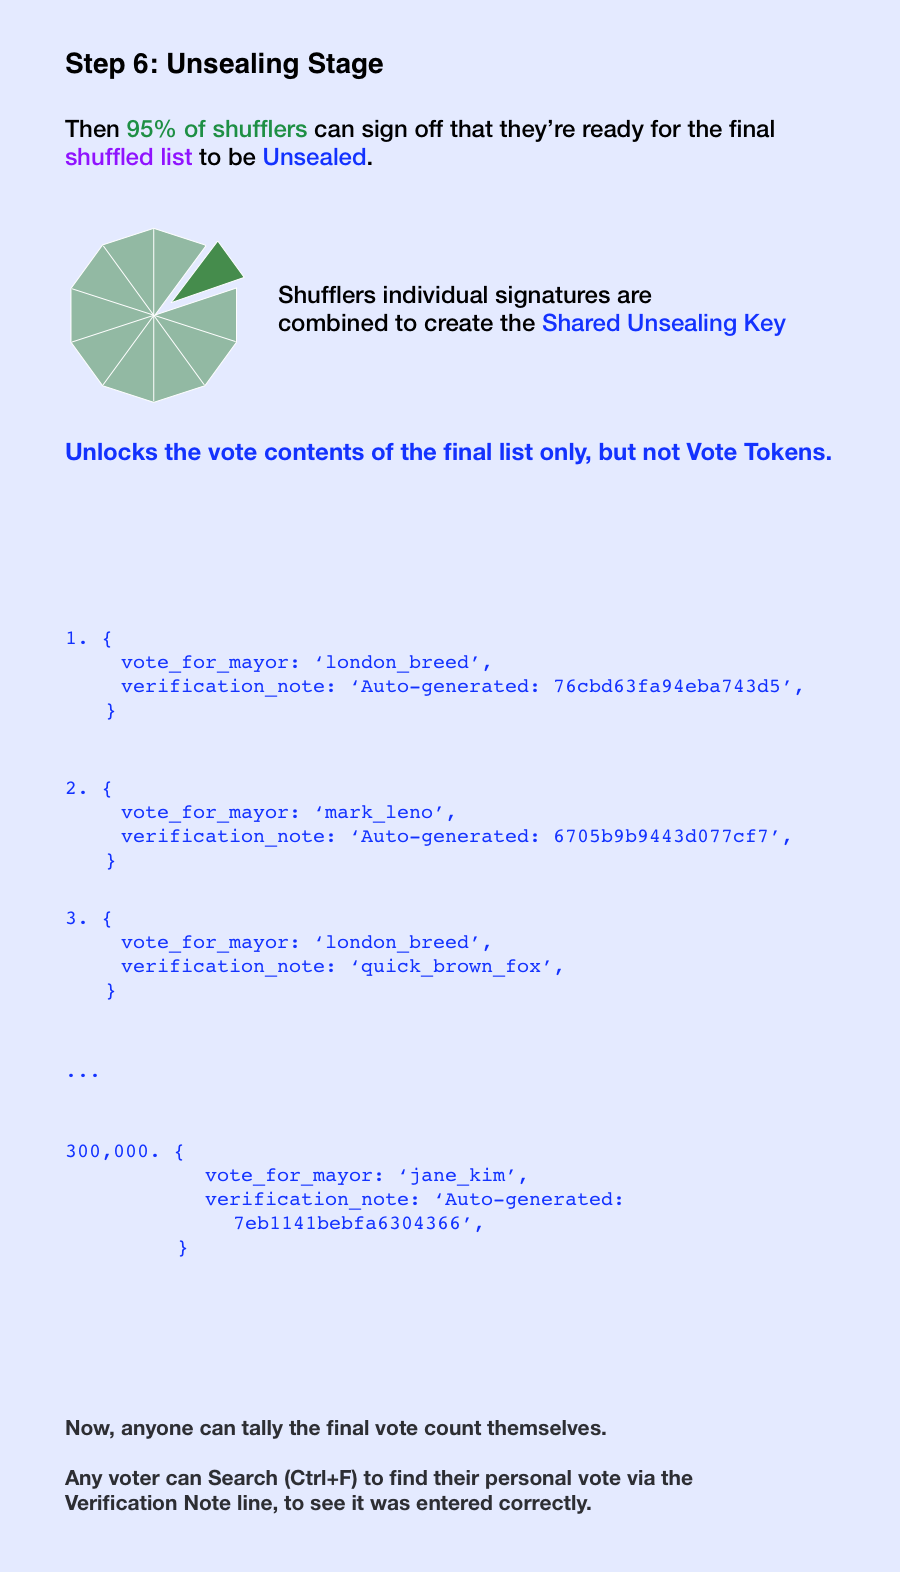 Step 6: Unsealing Stage
Then 95% of shufflers can sign off that they’re ready for the final
shuffled list to be Unsealed.
Shufflers individual signatures are
combined to create the Shared Unsealing Key
Unlocks the vote contents of the final list only, but not Vote Tokens.
1. {
vote_for_mayor: ‘london_breed’,
verification_note: ‘Auto-generated: 76cbd63fa94eba743d5’,
}
2. {
vote_for_mayor: ‘mark_leno’,
verification_note: ‘Auto-generated: 6705b9b9443d077cf7’,
}
3. {
vote_for_mayor: ‘london_breed’,
verification_note: ‘quick_brown_fox’,
}
...
300,000. {
vote_for_mayor: ‘jane_kim’,
verification_note: ‘Auto-generated:
7eb1141bebfa6304366’,
}
Now, anyone can tally the final vote count themselves.
Any voter can Search (Ctrl+F) to find their personal vote via the
Verification Note line, to see it was entered correctly.